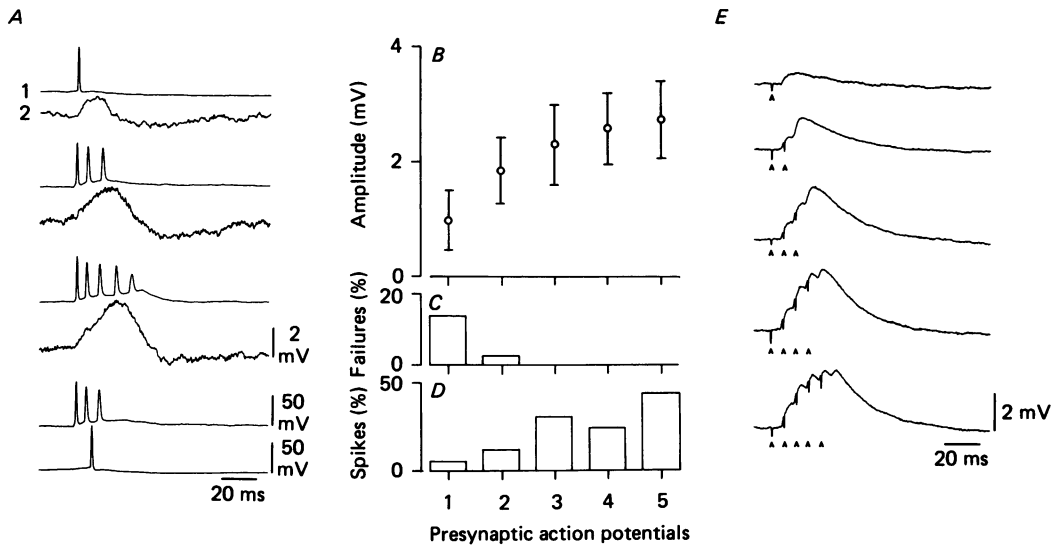 A
1
2
2
mV
50
mV
50
mV
20 ms
B
Amplitude (mV)
4
2
0
C
Failures (%)
20
0
D
Spikes (%)
50
0
1 2 3 4 5
Presynaptic action potentials
E
2 mV
20 ms